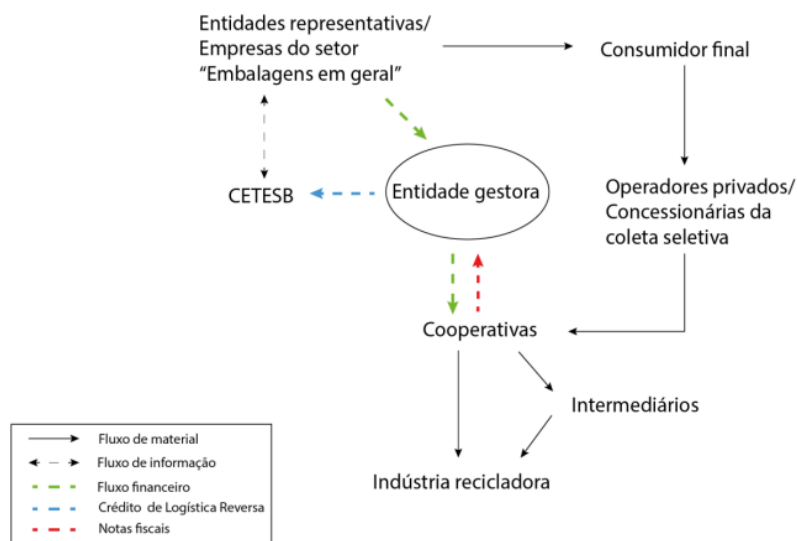 Entidades representativas/
Empresas do setor
“Embalagens em geral”
Consumidor final
Entidade gestora
CETESB
Operadores privados/
Concessionárias da
coleta seletiva
Cooperativas
Intermediários
Indústria recicladora
Fluxo de material
Fluxo de informação
Fluxo financeiro
Crédito de Logística Reversa
Notas fiscais